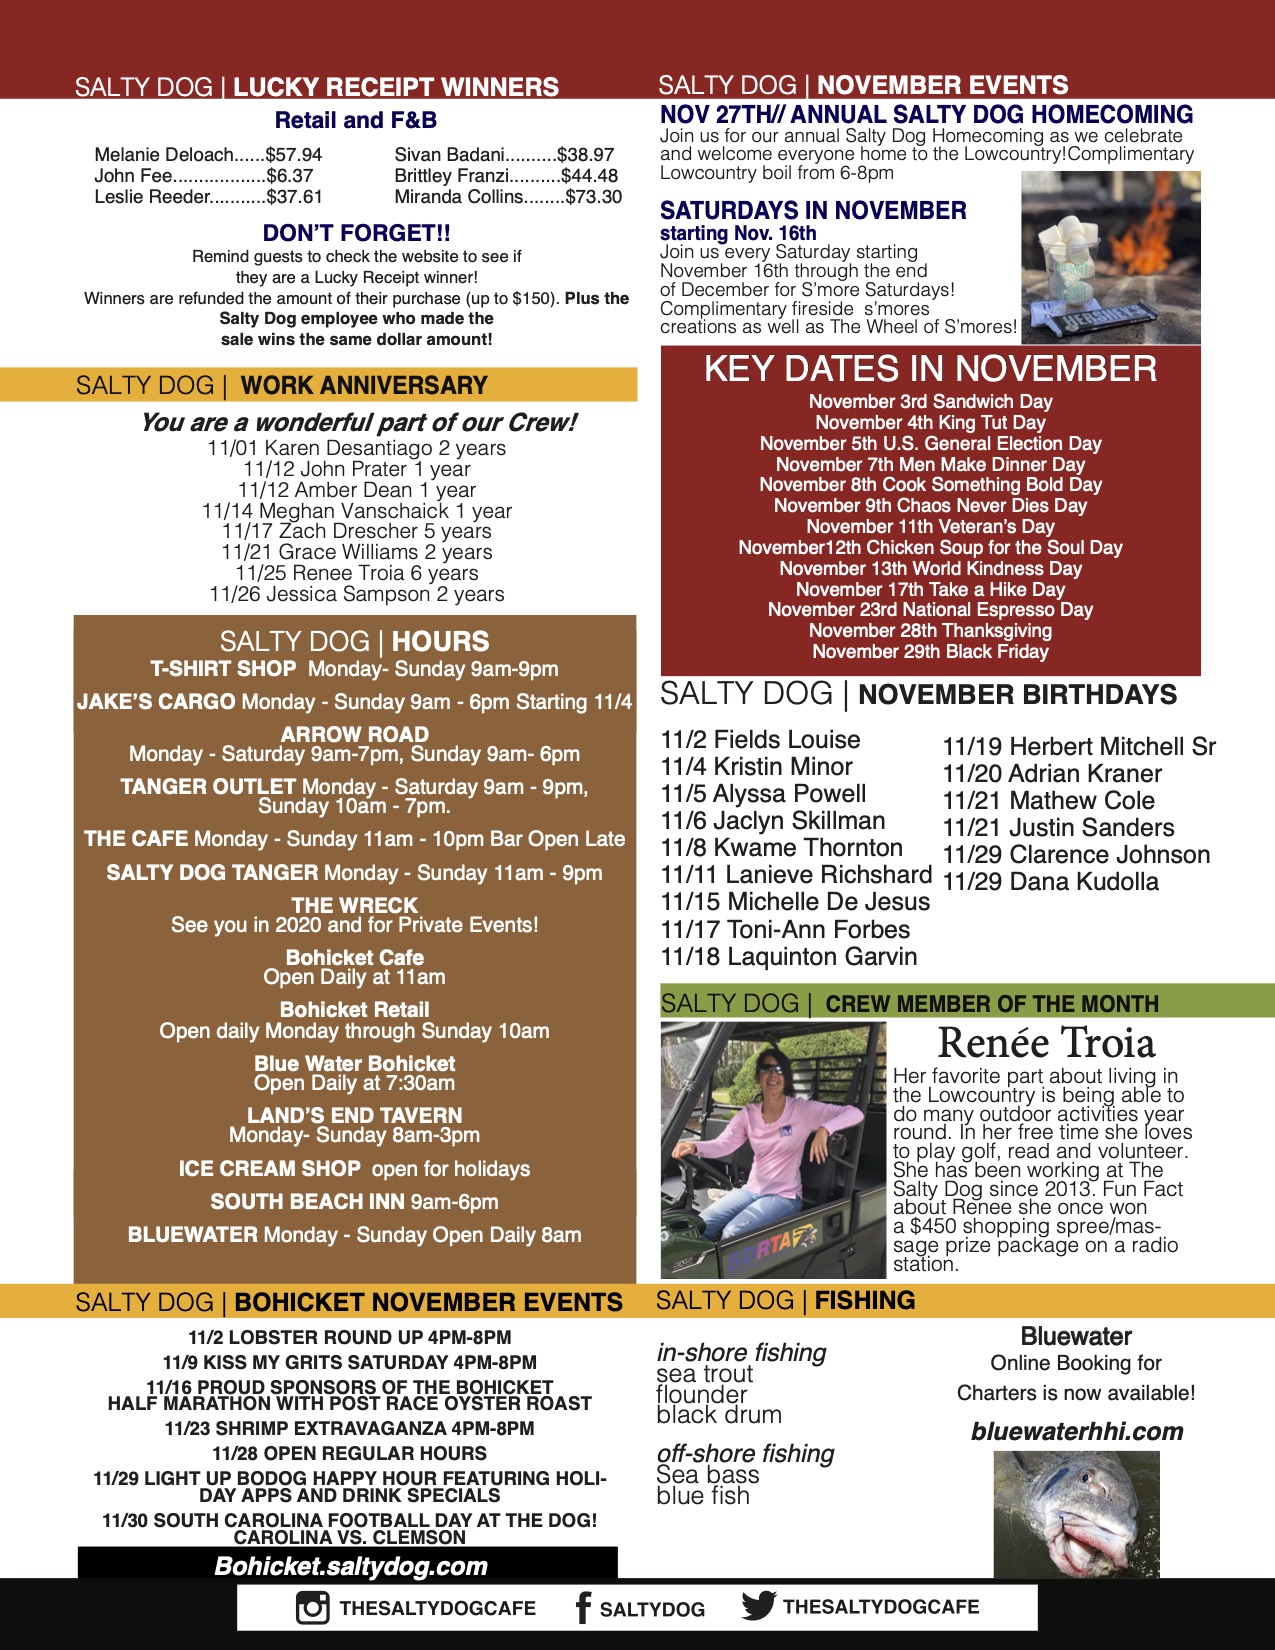 SALTY DOG | LUCKY RECEIPT WINNERS
Retail and F&B
Melanie Deloach......$57.94
John Fee..................$6.37
Leslie Reeder...........$37.61
Sivan Badani..........$38.97
Brittley Franzi..........$44.48
Miranda Collins........$73.30
DON'T FORGET!!
Remind guests to check the website to see if
they are a Lucky Receipt winner!
Winners are refunded the amount of their purchase (up to $150). Plus the
Salty Dog employee who made the
sale wins the same dollar amount!
SALTY DOG | WORK ANNIVERSARY
You are a wonderful part of our Crew!
11/01 Karen Desantiago 2 years
11/12 John Prater 1 year
11/12 Amber Dean 1 year
11/14 Meghan Vanschaick 1 year
11/17 Zach Drescher 5 years
11/21 Grace Williams 2 years
11/25 Renee Troia 6 years
11/26 Jessica Sampson 2 years
SALTY DOG | HOURS
T-SHIRT SHOP Monday- Sunday 9am-9pm
JAKE'S CARGO Monday - Sunday 9am - 6pm Starting 11/4
ARROW ROAD
Monday - Saturday 9am-7pm, Sunday 9am- 6pm
TANGER OUTLET Monday - Saturday 9am - 9pm,
Sunday 10am - 7pm.
THE CAFE Monday - Sunday 11am - 10pm Bar Open Late
SALTY DOG TANGER Monday - Sunday 11am - 9pm
THE WRECK
See you in 2020 and for Private Events!
Bohicket Cafe
Open Daily at 11am
Bohicket Retail
Open daily Monday through Sunday 10am
Blue Water Bohicket
Open Daily at 7:30am
LAND'S END TAVERN
Monday- Sunday 8am-3pm
ICE CREAM SHOP open for holidays
SOUTH BEACH INN 9am-6pm
BLUEWATER Monday - Sunday Open Daily 8am
SALTY DOG | BOHICKET NOVEMBER EVENTS
11/2 LOBSTER ROUND UP 4PM-8PM
11/9 KISS MY GRITS SATURDAY 4PM-8PM
11/16 PROUD SPONSORS OF THE BOHICKET
HALF MARATHON WITH POST RACE OYSTER ROAST
11/23 SHRIMP EXTRAVAGANZA 4PM-8PM
11/28 OPEN REGULAR HOURS
11/29 LIGHT UP BODOG HAPPY HOUR FEATURING HOLI-
DAY APPS AND DRINK SPECIALS
11/30 SOUTH CAROLINA FOOTBALL DAY AT THE DOG!
CAROLINA VS. CLEMSON
Bohicket.saltydog.com
SALTY DOG | NOVEMBER EVENTS
NOV 27TH// ANNUAL SALTY DOG HOMECOMING
Join us for our annual Salty Dog Homecoming as we celebrate
and welcome everyone home to the Lowcountry!Complimentary
Lowcountry boil from 6-8pm
SATURDAYS IN NOVEMBER
starting Nov. 16th
Join us every Saturday starting
November 16th through the end
of December for S'more Saturdays!
Complimentary fireside s'mores
creations as well as The Wheel of S'mores!
HERSHEY'S
KEY DATES IN NOVEMBER
November 3rd Sandwich Day
November 4th King Tut Day
November 5th U.S. General Election Day
November 7th Men Make Dinner Day
November 8th Cook Something Bold Day
November 9th Chaos Never Dies Day
November 11th Veteran's Day
November12th Chicken Soup for the Soul Day
November 13th World Kindness Day
November 17th Take a Hike Day
November 23rd National Espresso Day
November 28th Thanksgiving
November 29th Black Friday
SALTY DOG | NOVEMBER BIRTHDAYS
11/2 Fields Louise
11/4 Kristin Minor
11/5 Alyssa Powell
11/6 Jaclyn Skillman
11/8 Kwame Thornton
11/11 Lanieve Richshard
11/15 Michelle De Jesus
11/17 Toni-Ann Forbes
11/18 Laquinton Garvin
11/19 Herbert Mitchell Sr
11/20 Adrian Kraner
11/21 Mathew Cole
11/21 Justin Sanders
11/29 Clarence Johnson
11/29 Dana Kudolla
SALTY DOG | CREW MEMBER OF THE MONTH
Renée Troia
Her favorite part about living in
the Lowcountry is being able to
do many outdoor activities year
round. In her free time she loves
to play golf, read and volunteer.
She has been working at The
Salty Dog since 2013. Fun Fact
about Renee she once won
a $450 shopping spree/mas-
sage prize package on a radio
station.
SALTY DOG | FISHING
in-shore fishing
sea trout
flounder
black drum
off-shore fishing
Sea bass
blue fish
Bluewater
Online Booking for
Charters is now available!
bluewaterhhi.com
THESALTYDOGCAFE
SALTYDOG
THESALTYDOGCAFE